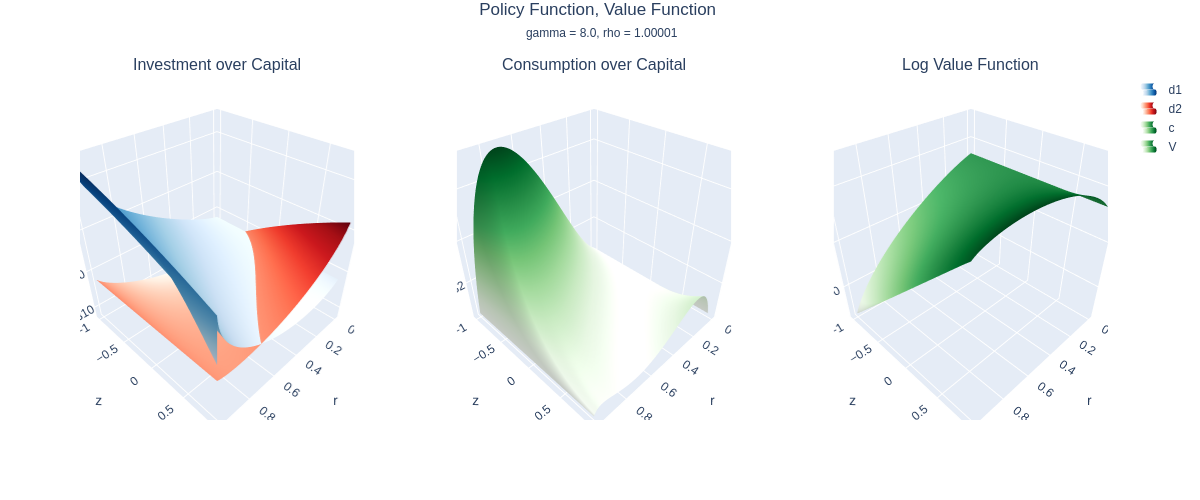 Policy Function, Value Function
gamma = 8.0, rho = 1.00001
Investment over Capital
Consumption over Capital
Log Value Function
d1
d2
c
V
0
−1
−0.5
0
0.5
z
0
0.2
0.4
0.6
0.8
r
−1
−0.5
0
0.5
z
0
0.2
0.4
0.6
0.8
r
0
−1
−0.5
0
0.5
z
0
0.2
0.4
0.6
0.8
r